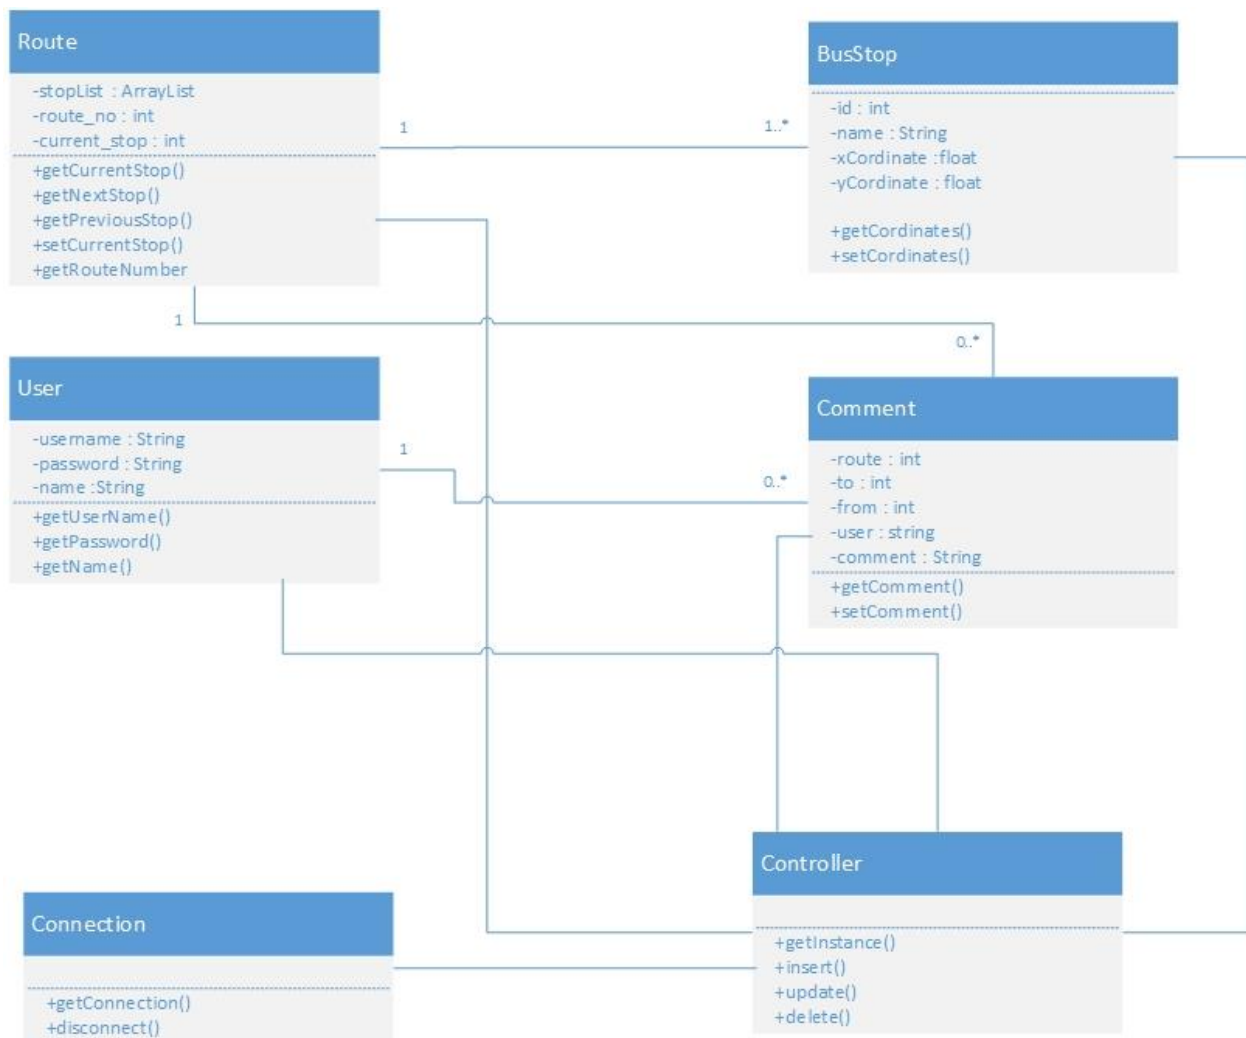 Route
-stopList : ArrayList
-route_no : int
-current_stop : int
+getCurrentStop()
+getNextStop()
+getPreviousStop()
+setCurrentStop()
+getRouteNumber
1
1..*
BusStop
-id : int
-name : String
-xCordinate :float
-yCordinate : float
+getCordinates()
+setCordinates()
1
0..*
User
-username : String
-password : String
-name :String
+getUserName()
+getPassword()
+getName()
1
0..*
Comment
-route : int
-to : int
-from : int
-user : string
-comment : String
+getComment()
+setComment()
Controller
+getInstance()
+insert()
+update()
+delete()
Connection
+getConnection()
+disconnect()